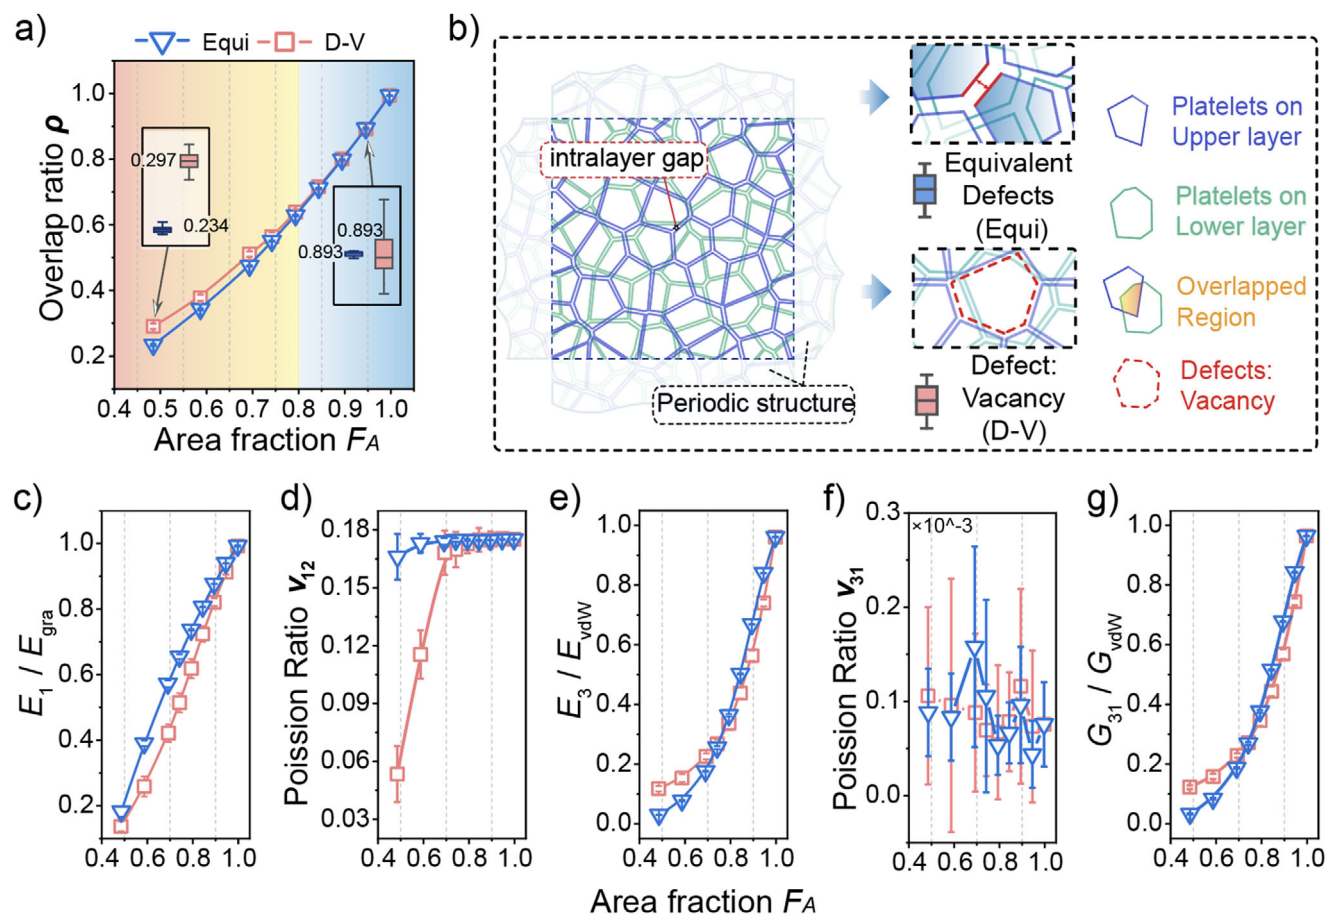 a)
Equi
D-V
Overlap ratio ρ
1.0
0.8
0.6
0.4
0.2
0.297
0.234
0.893
0.893
0.4 0.5 0.6 0.7 0.8 0.9 1.0
Area fraction FA
b)
intralayer gap
Periodic structure
Equivalent
Defects
(Equi)
Defect:
Vacancy
(D-V)
Platelets on
Upper layer
Platelets on
Lower layer
Overlapped
Region
Defects:
Vacancy
c)
E1 / Egra
1.0
0.8
0.6
0.4
0.2
0.4 0.6 0.8 1.0
d)
Poission Ratio v12
0.18
0.15
0.12
0.09
0.06
0.03
0.4 0.6 0.8 1.0
e)
E3 / EvdW
1.0
0.8
0.6
0.4
0.2
0.0
0.4 0.6 0.8 1.0
f)
Poission Ratio v31
×10^-3
0.3
0.2
0.1
0.0
0.4 0.6 0.8 1.0
g)
G31 / GvdW
1.0
0.8
0.6
0.4
0.2
0.0
0.4 0.6 0.8 1.0
Area fraction FA